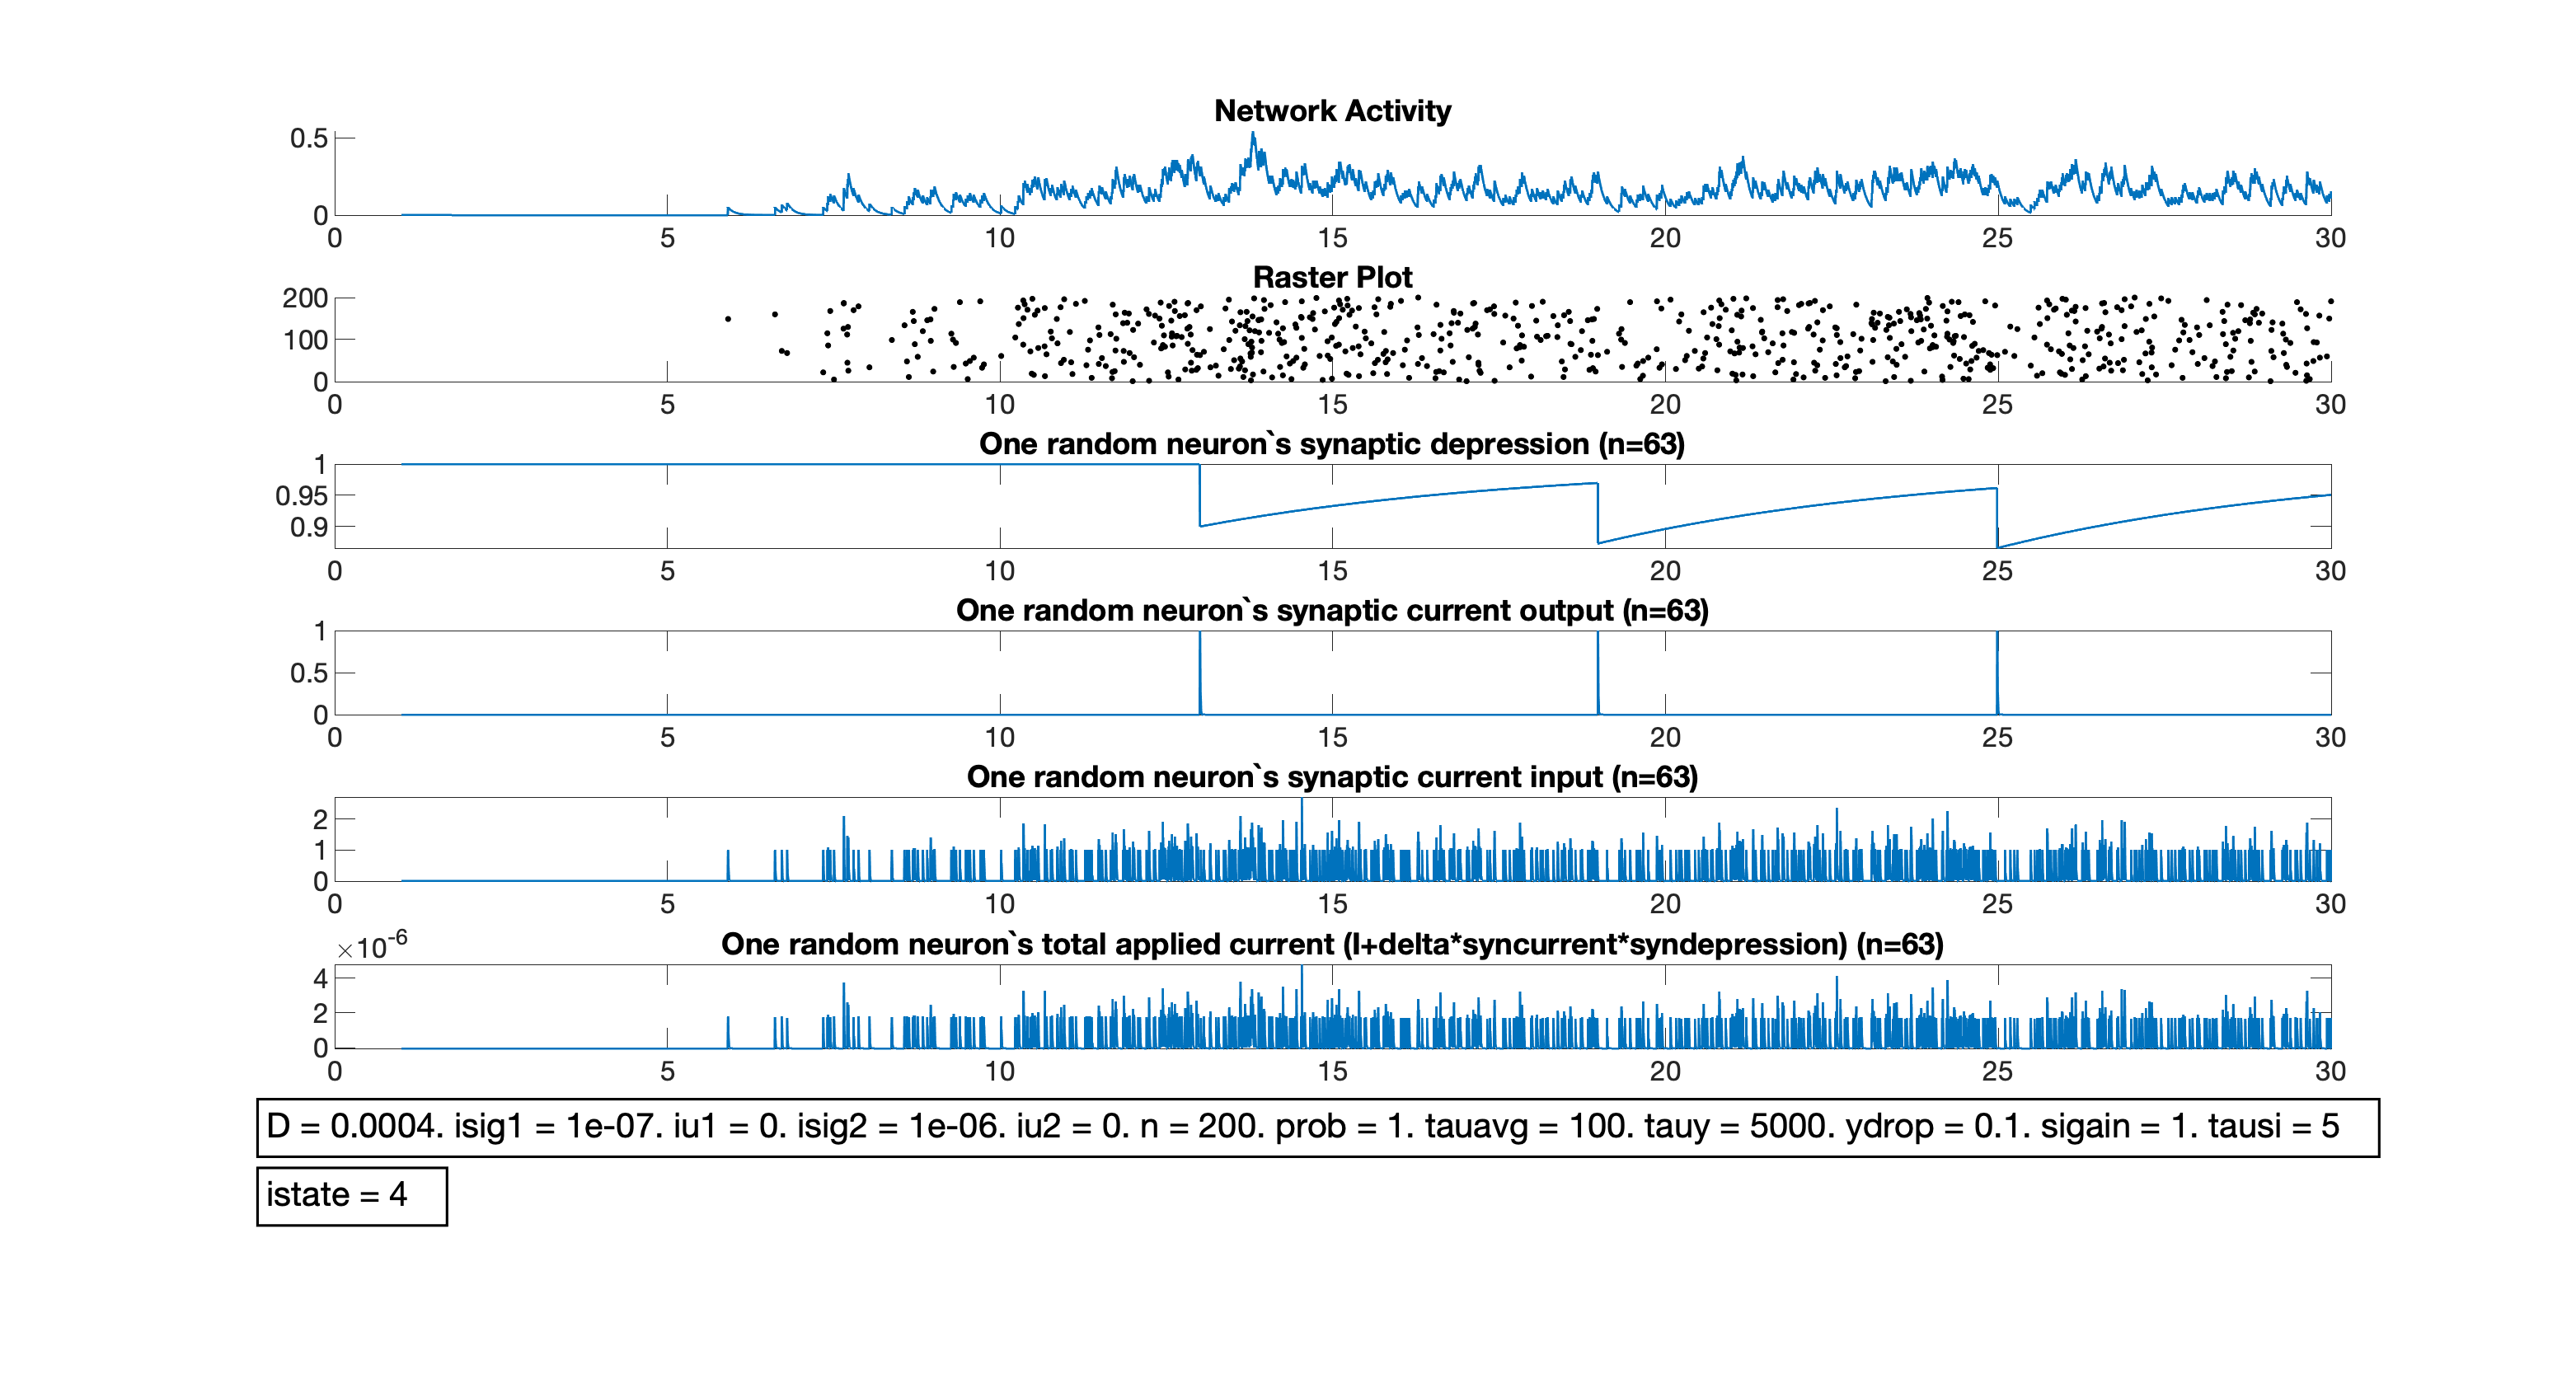 Network Activity
0.5
0
0 5 10 15 20 25 30
Raster Plot
200
100
0
0 5 10 15 20 25 30
One random neuron`s synaptic depression (n=63)
1
0.95
0.9
0 5 10 15 20 25 30
One random neuron`s synaptic current output (n=63)
1
0.5
0
0 5 10 15 20 25 30
One random neuron`s synaptic current input (n=63)
2
1
0
0 5 10 15 20 25 30
×10-6
One random neuron`s total applied current (I+delta*syncurrent*syndepression) (n=63)
4
2
0
0 5 10 15 20 25 30
D = 0.0004. isig1 = 1e-07. iu1 = 0. isig2 = 1e-06. iu2 = 0. n = 200. prob = 1. tauavg = 100. tauy = 5000. ydrop = 0.1. sigain = 1. tausi = 5
istate = 4